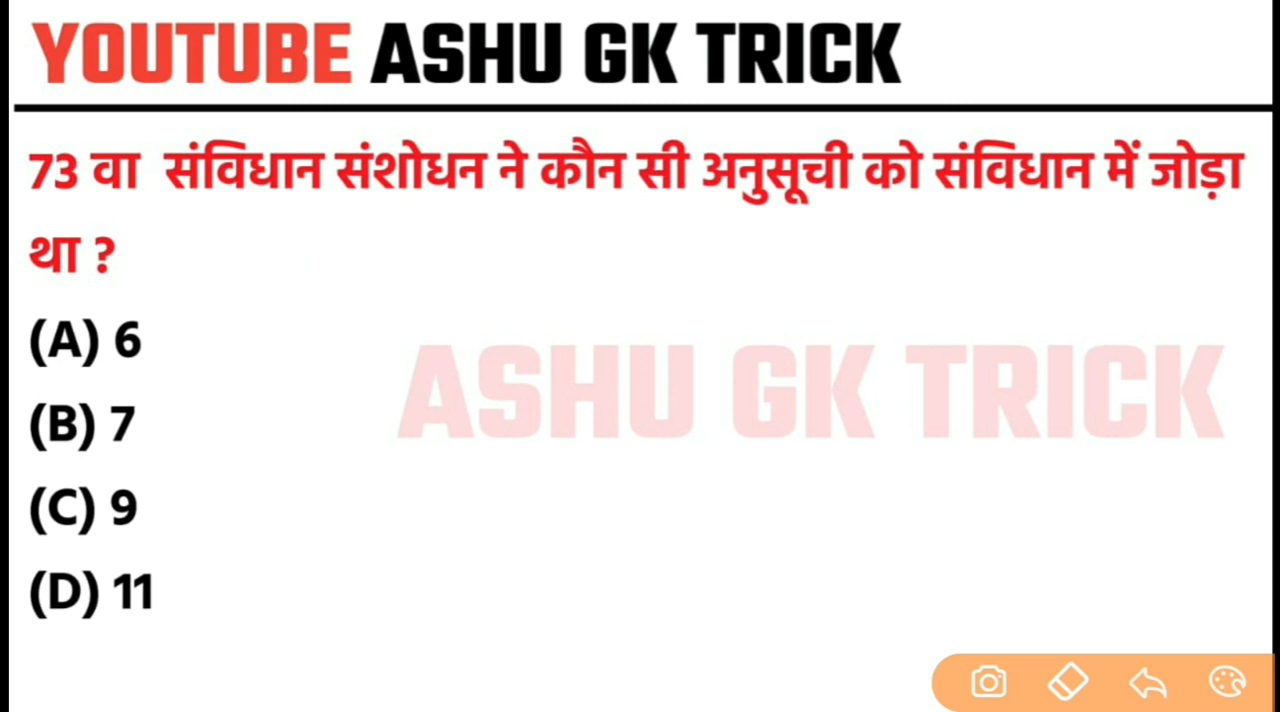 YOUTUBE ASHU GK TRICK
73 वा संविधान संशोधन ने कौन सी अनुसूची को संविधान में जोड़ा
था ?
(A) 6
ASHU GK TRICK
(B) 7
(C) 9
(D) 11